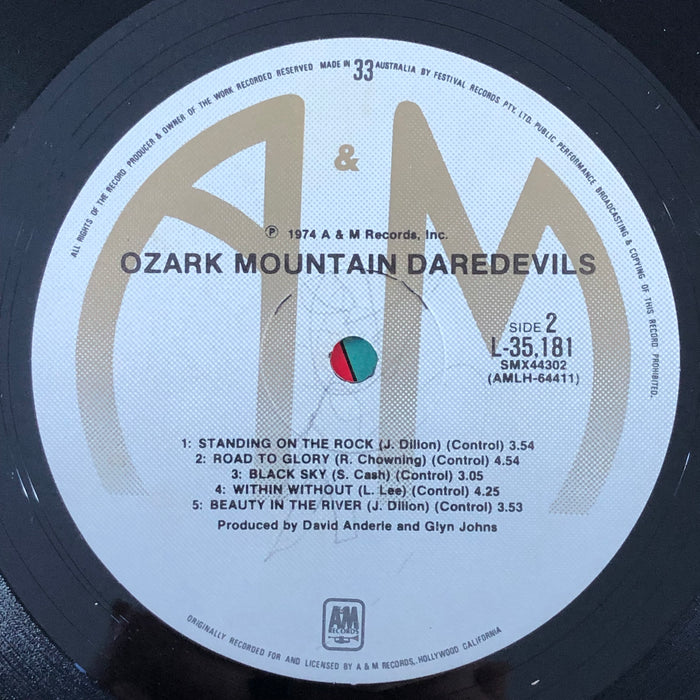 ALL RIGHTS OF THE RECORD PRODUCER & OWNER OF THE WORK RECORDED RESERVED MADE IN 33 AUSTRALIA BY FESTIVAL RECORDS PTY. LTD. PUBLIC PERFORMANCE BROADCASTING & COPYING OF THIS RECORD PROHIBITED.
A & M
℗ 1974 A & M Records, Inc.
OZARK MOUNTAIN DAREDEVILS
SIDE 2
L-35,181
SMX44302
(AMLH-64411)
1: STANDING ON THE ROCK (J. Dillon) (Control) 3.54
2: ROAD TO GLORY (R. Chowning) (Control) 4.54
3: BLACK SKY (S. Cash) (Control) 3.05
4: WITHIN WITHOUT (L. Lee) (Control) 4.25
5: BEAUTY IN THE RIVER (J. Dillon) (Control) 3.53
Produced by David Anderle and Glyn Johns
A&M
RECORDS
ORIGINALLY RECORDED FOR AND LICENSED BY A & M RECORDS, HOLLYWOOD CALIFORNIA